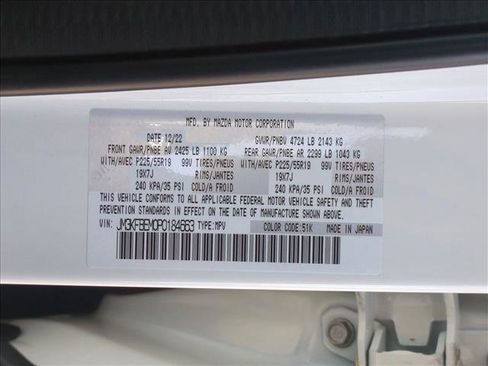 MFD. BY MAZDA MOTOR CORPORATION
DATE 12/22 GVWR/PNBV 4724 LB 2143 KG
FRONT GAWR/PNBE AV 2425 LB 1100 KG REAR GAWR/PNBE AR 2299 LB 1043 KG
WITH/AVEC P225/55R19 99V TIRES/PNEUS WITH/AVEC P225/55R19 99V TIRES/PNEUS
19X7J RIMS/JANTES 19X7J RIMS/JANTES
240 KPA/35 PSI COLD/A FROID 240 KPA/35 PSI COLD/A FROID
THIS VEHICLE CONFORMS TO ALL APPLICABLE FEDERAL MOTOR VEHICLE SAFETY AND THEFT
PREVENTION STANDARDS IN EFFECT ON THE DATE OF MANUFACTURE SHOWN ABOVE.
VIN: JM3KFBEM0P0184663 TYPE:MPV COLOR CODE:51K MADE IN JAPAN